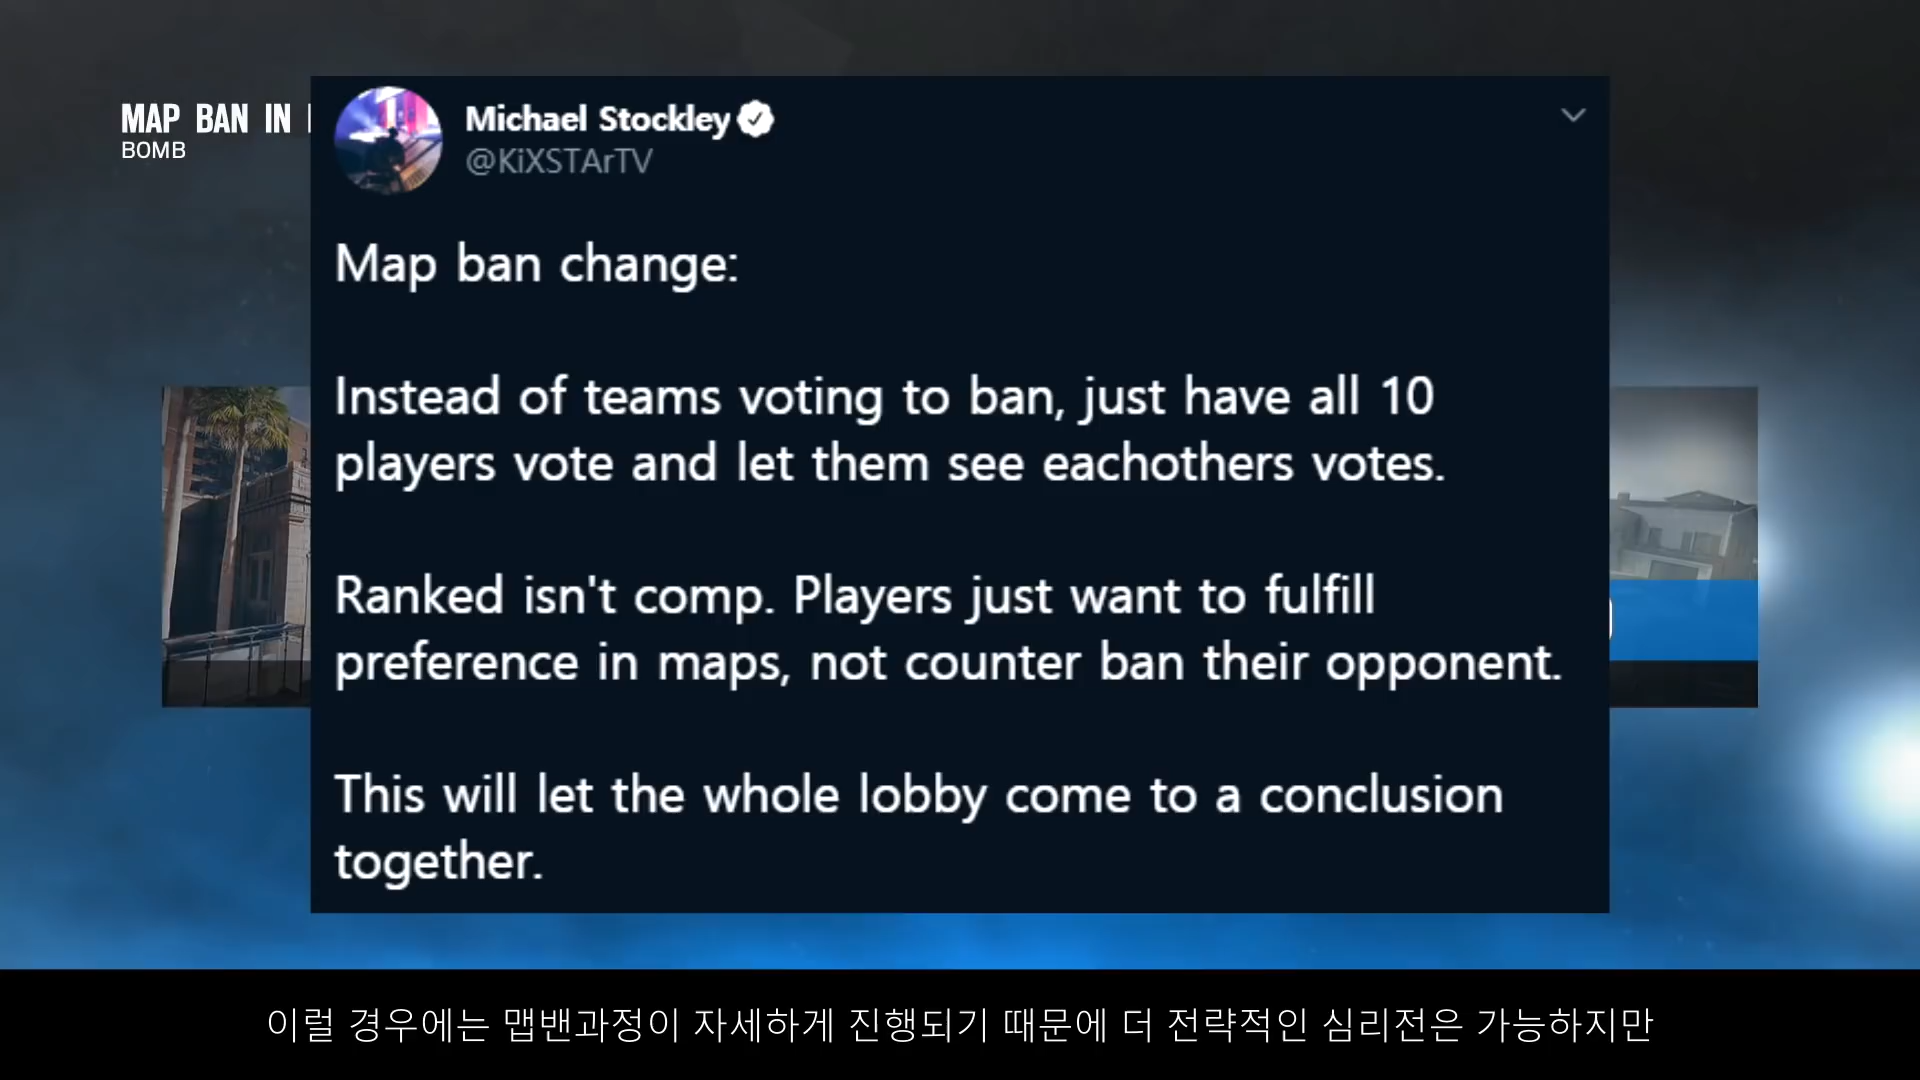 MAP BAN IN
BOMB
Michael Stockley
@KiXSTArTV
Map ban change:
Instead of teams voting to ban, just have all 10
players vote and let them see eachothers votes.
Ranked isn't comp. Players just want to fulfill
preference in maps, not counter ban their opponent.
This will let the whole lobby come to a conclusion
together.
이럴 경우에는 맵밴과정이 자세하게 진행되기 때문에 더 전략적인 심리전은 가능하지만